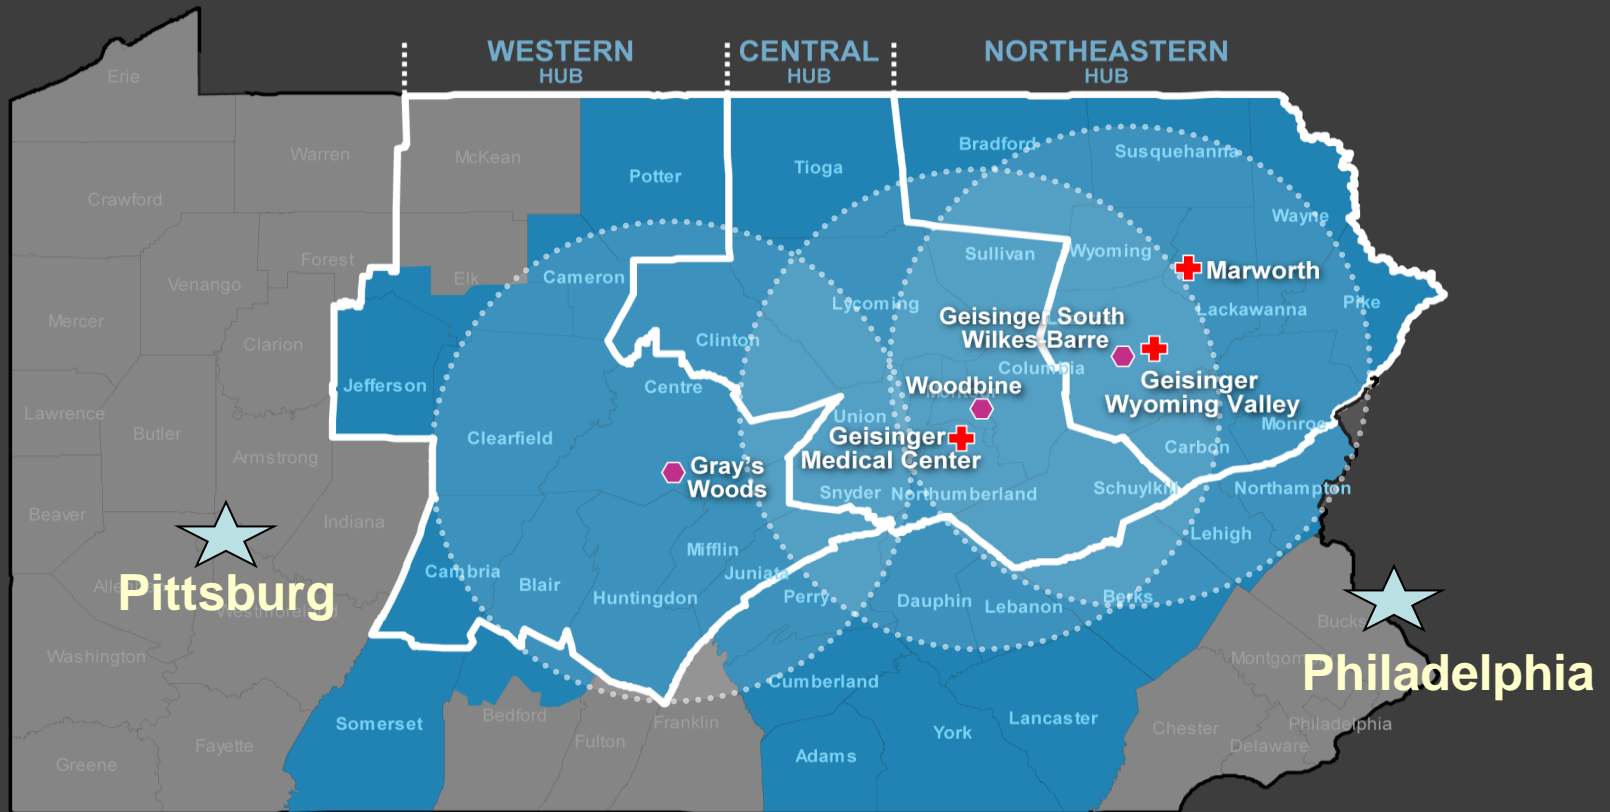 WESTERN
HUB
CENTRAL
HUB
NORTHEASTERN
HUB
Erie
Warren
McKean
Potter
Tioga
Bradford
Susquehanna
Crawford
Wayne
Forest
Elk
Cameron
Sullivan
Wyoming
Marworth
Venango
Lycoming
Lackawanna
Pike
Mercer
Clarion
Clinton
Geisinger South
Wilkes-Barre
Columbia
Jefferson
Centre
Woodbine
Geisinger
Wyoming Valley
Lawrence
Butler
Clearfield
Union
Monroe
Armstrong
Geisinger
Medical Center
Carbon
Gray's
Woods
Snyder
Northumberland
Schuylkill
Northampton
Beaver
Indiana
Lehigh
Mifflin
Juniata
Cambria
Blair
Huntingdon
Perry
Dauphin
Lebanon
Berks
Pittsburg
Westmoreland
Bucks
Washington
Philadelphia
Cumberland
Somerset
Bedford
Franklin
Lancaster
York
Chester
Philadelphia
Fayette
Fulton
Adams
Delaware
Greene